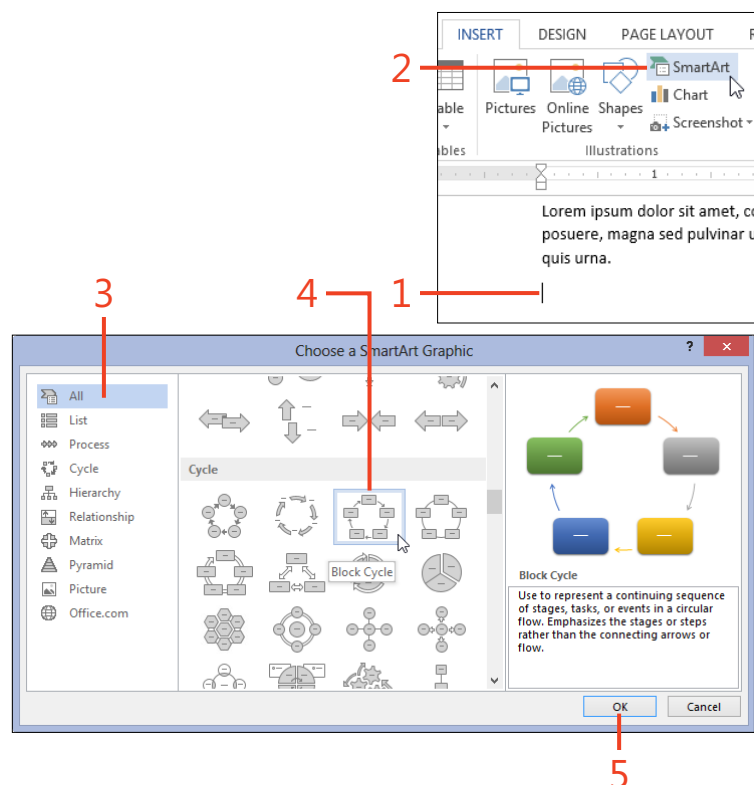 INSERT DESIGN PAGE LAYOUT
2
SmartArt
able Pictures Online Pictures Shapes Chart
Screenshot
bles Illustrations
1
Lorem ipsum dolor sit amet, c
posuere, magna sed pulvinar u
quis urna.
3 4 1
Choose a SmartArt Graphic ?
All
List
Process
Cycle
Hierarchy
Relationship
Matrix
Pyramid
Picture
Office.com
Cycle
Block Cycle
Block Cycle
Use to represent a continuing sequence
of stages, tasks, or events in a circular
flow. Emphasizes the stages or steps
rather than the connecting arrows or
flow.
OK Cancel
5